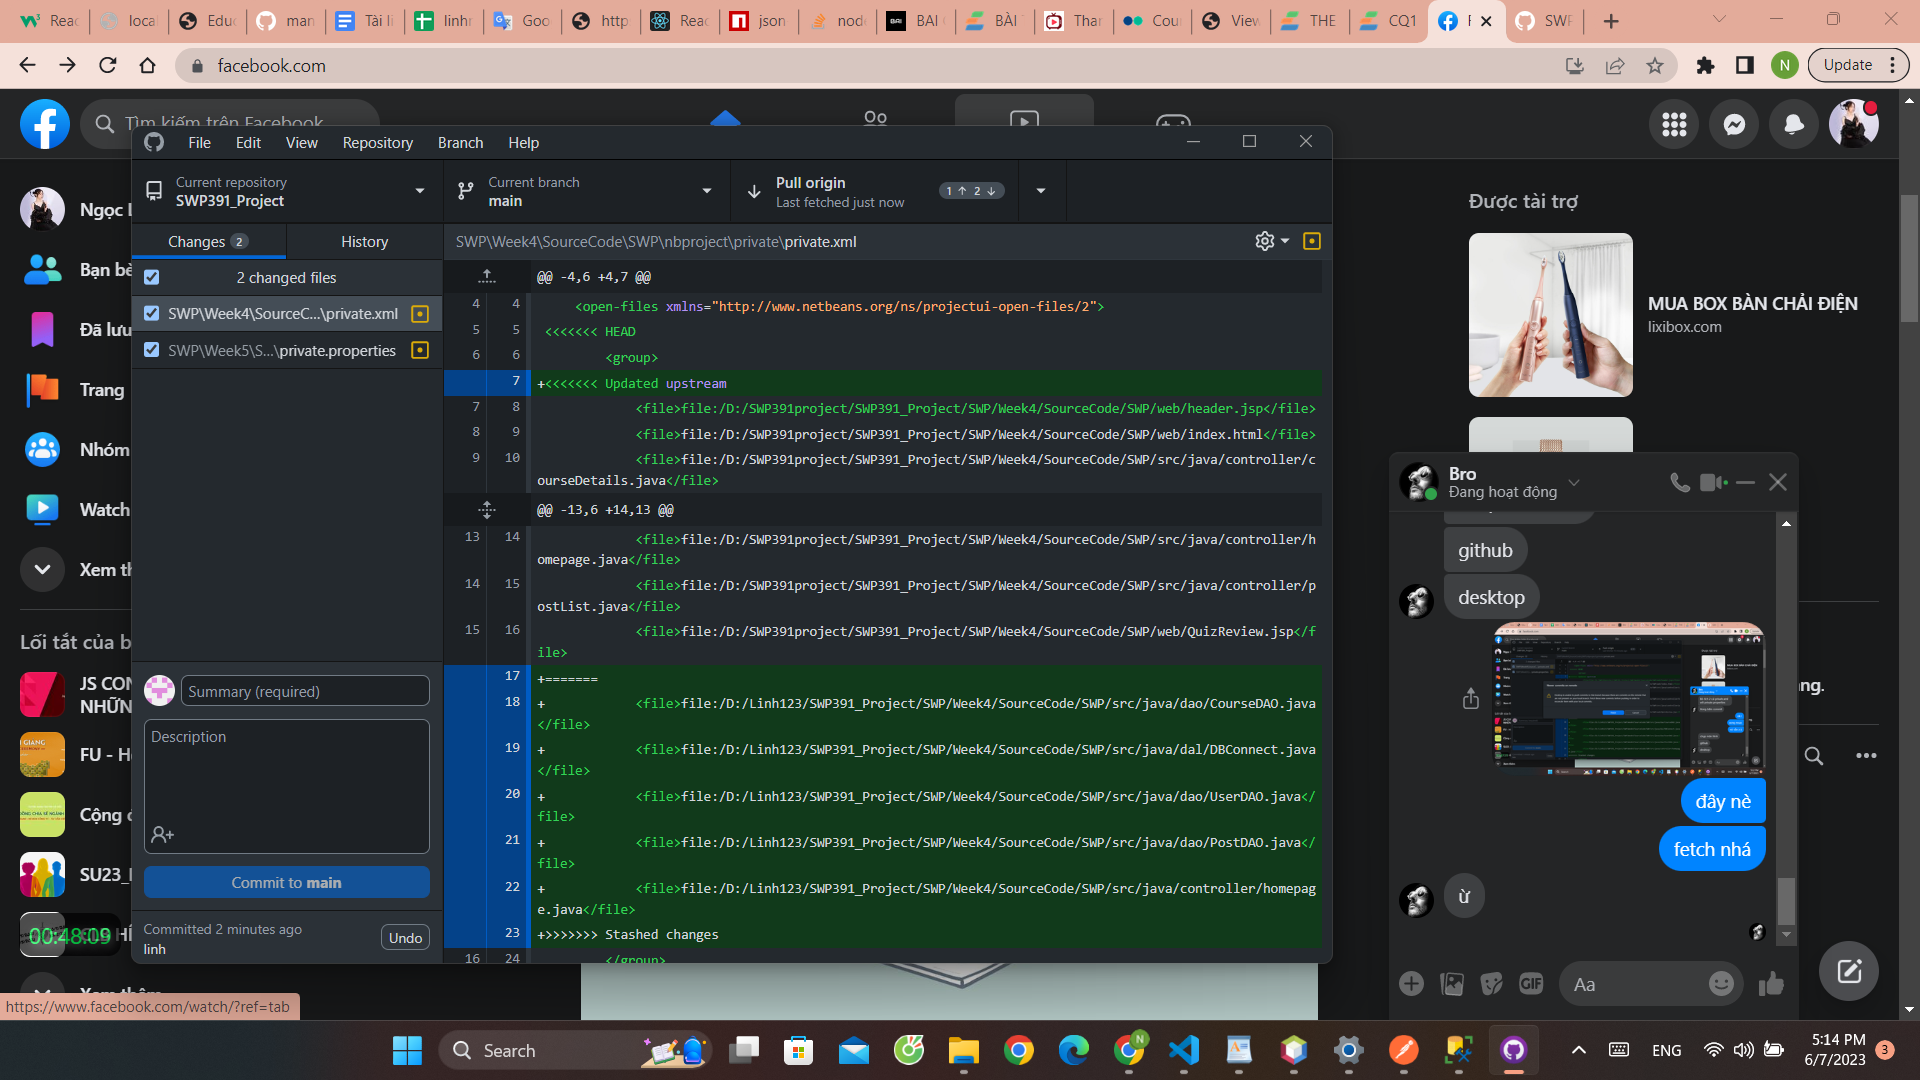 Reac
loca
Educ
mar
Tài li
linhr
Goo
http
Reac
json
node
BAI
BAI
BÀI
Thar
Cour
View
THE
CQ1
F
SWP
facebook.com
N
Update
Tìm kiếm trên Facebook
Ngọc L
Bạn bè
Đã lưu
Trang
Nhóm
Watch
Xem th
Lối tắt của b
JS CON
NHỮN
FU - H
Cộng đ
SU23_
00:48:09
Xem thêm
https://www.facebook.com/watch/?ref=tab
File
Edit
View
Repository
Branch
Help
Current repository
SWP391_Project
Current branch
main
Pull origin
Last fetched just now
1 ↑ 2 ↓
Changes 2
History
SWP\Week4\SourceCode\SWP\nbproject\private\private.xml
2 changed files
SWP\Week4\SourceC...\private.xml
SWP\Week5\S...\private.properties
Summary (required)
Description
Commit to main
Committed 2 minutes ago
linh
Undo
@@ -4,6 +4,7 @@
4 4 <open-files xmlns="http://www.netbeans.org/ns/projectui-open-files/2">
5 5 <<<<<<< HEAD
6 6 <group>
7 +<<<<<<< Updated upstream
7 8 <file>file:/D:/SWP391project/SWP391_Project/SWP/Week4/SourceCode/SWP/web/header.jsp</file>
8 9 <file>file:/D:/SWP391project/SWP391_Project/SWP/Week4/SourceCode/SWP/web/index.html</file>
9 10 <file>file:/D:/SWP391project/SWP391_Project/SWP/Week4/SourceCode/SWP/src/java/controller/c
ourseDetails.java</file>
@@ -13,6 +14,13 @@
13 14 <file>file:/D:/SWP391project/SWP391_Project/SWP/Week4/SourceCode/SWP/src/java/controller/h
omepage.java</file>
14 15 <file>file:/D:/SWP391project/SWP391_Project/SWP/Week4/SourceCode/SWP/src/java/controller/p
ostList.java</file>
15 16 <file>file:/D:/SWP391project/SWP391_Project/SWP/Week4/SourceCode/SWP/web/QuizReview.jsp</f
ile>
17 +=======
18 + <file>file:/D:/Linh123/SWP391_Project/SWP/Week4/SourceCode/SWP/src/java/dao/CourseDAO.java
</file>
19 + <file>file:/D:/Linh123/SWP391_Project/SWP/Week4/SourceCode/SWP/src/java/dal/DBConnect.java
</file>
20 + <file>file:/D:/Linh123/SWP391_Project/SWP/Week4/SourceCode/SWP/src/java/dao/UserDAO.java</
file>
21 + <file>file:/D:/Linh123/SWP391_Project/SWP/Week4/SourceCode/SWP/src/java/dao/PostDAO.java</
file>
22 + <file>file:/D:/Linh123/SWP391_Project/SWP/Week4/SourceCode/SWP/src/java/controller/homepag
e.java</file>
23 +>>>>>>> Stashed changes
16 24 </group>
Được tài trợ
MUA BOX BÀN CHẢI ĐIỆN
lixibox.com
ng.
Bro
Đang hoạt động
github
desktop
đây nè
fetch nhá
ừ
GIF
Aa
Search
N
ENG
5:14 PM
6/7/2023
3